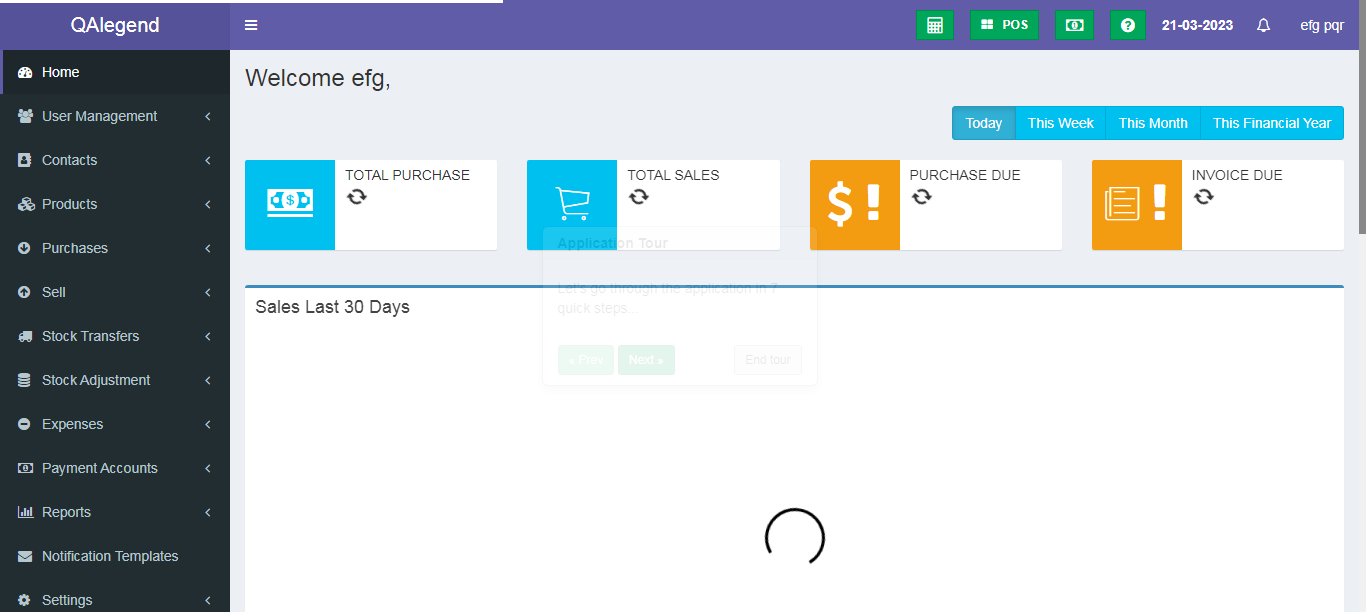 QAlegend
POS
21-03-2023
efg pqr
Home
User Management
Contacts
Products
Purchases
Sell
Stock Transfers
Stock Adjustment
Expenses
Payment Accounts
Reports
Notification Templates
Settings
Welcome efg,
Today This Week This Month This Financial Year
TOTAL PURCHASE
TOTAL SALES
PURCHASE DUE
INVOICE DUE
Application Tour
Let's go through the application in 7
quick steps...
« Prev Next » End tour
Sales Last 30 Days